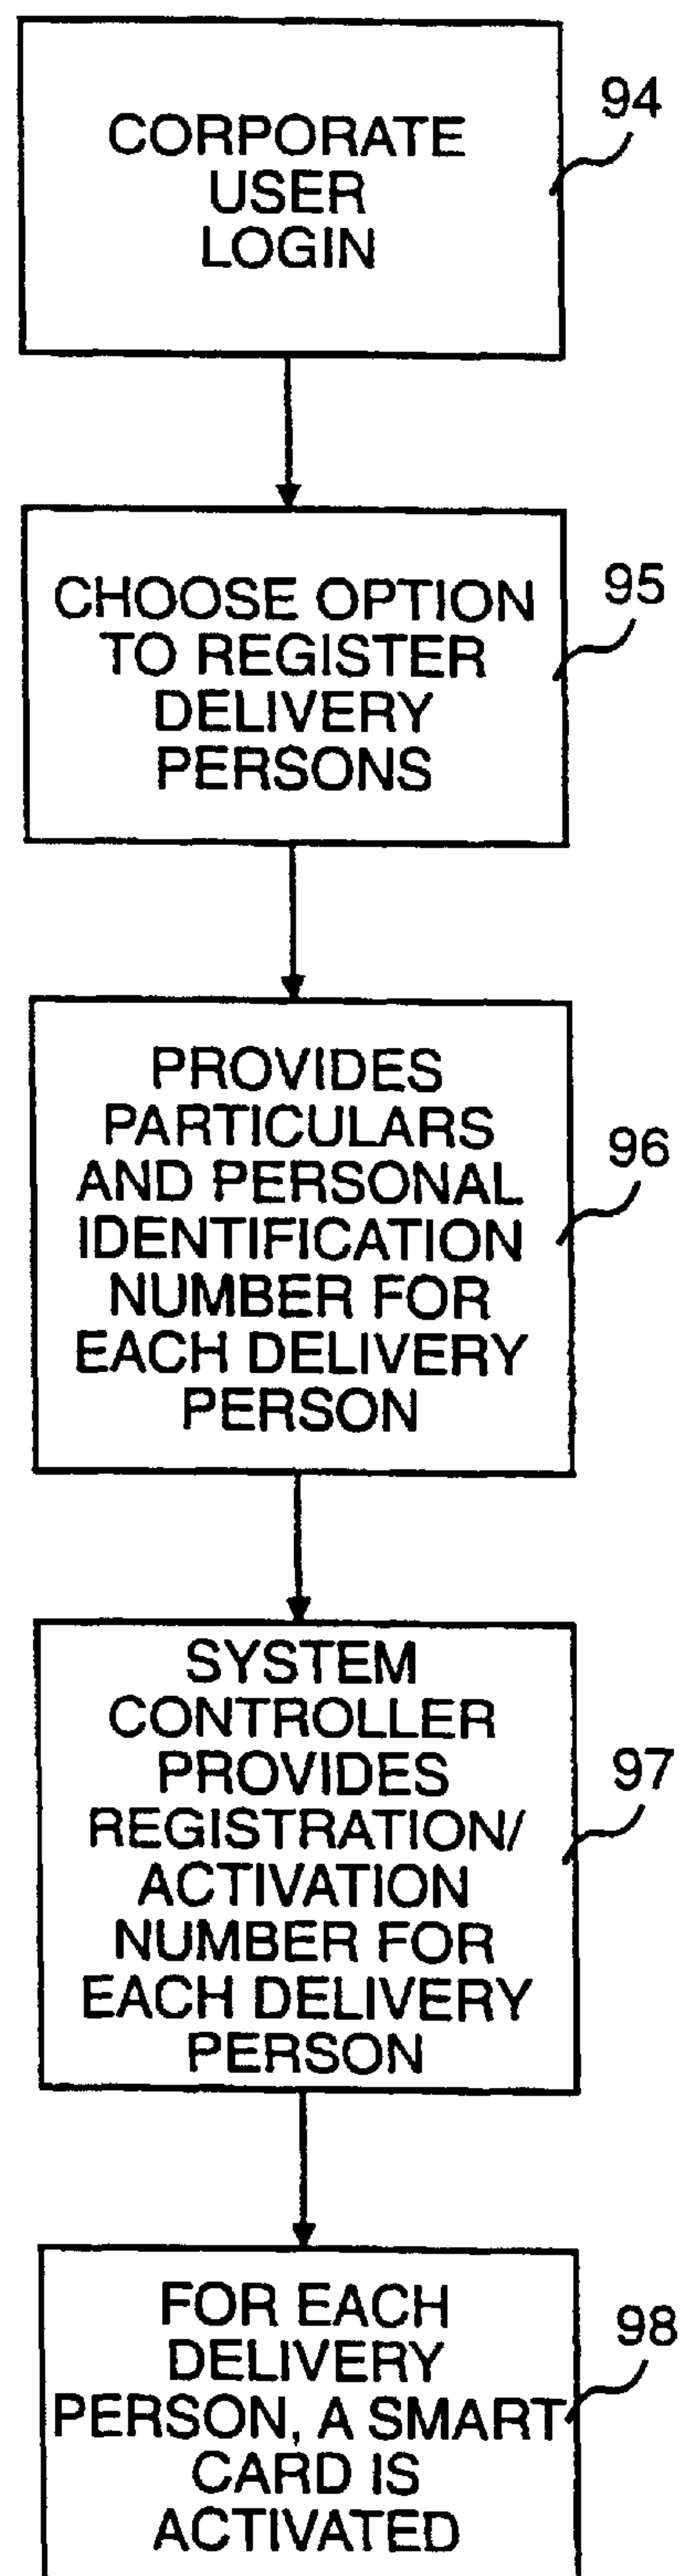 CORPORATE
USER
LOGIN
94
CHOOSE OPTION
TO REGISTER
DELIVERY
PERSONS
95
PROVIDES
PARTICULARS
AND PERSONAL
IDENTIFICATION
NUMBER FOR
EACH DELIVERY
PERSON
96
SYSTEM
CONTROLLER
PROVIDES
REGISTRATION/
ACTIVATION
NUMBER FOR
EACH DELIVERY
PERSON
97
FOR EACH
DELIVERY
PERSON, A SMART
CARD IS
ACTIVATED
98